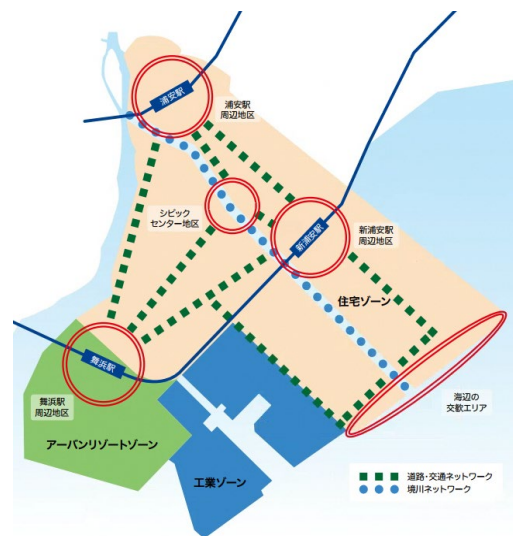 浦安駅
浦安駅
周辺地区
シビック
センター地区
新浦安駅
新浦安駅
周辺地区
住宅ゾーン
舞浜駅
舞浜駅
周辺地区
海辺の
交歓エリア
アーバンリゾートゾーン
工業ゾーン
道路・交通ネットワーク
境川ネットワーク